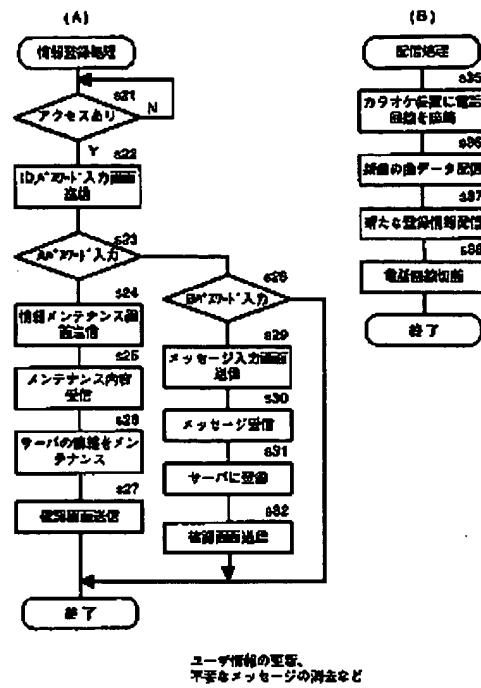 (A)
情報登録処理
s21
アクセスあり
N
Y
s22
ID,パスワード入力画面
送信
s23
Aパスワード入力
s24
情報メンテナンス画
面送信
s25
メンテナンス内容
受信
s26
サーバの情報をメン
テナンス
s27
確認画面送信
終了
s28
Bパスワード入力
s29
メッセージ入力画面
送信
s30
メッセージ受信
s31
サーバに登録
s32
確認画面送信
(B)
配信処理
s35
カラオケ装置に電話
回線を接続
s36
新曲の曲データ配信
s37
新たな登録情報配信
s38
電話回線切断
終了
ユーザ情報の更新、
不要なメッセージの消去など